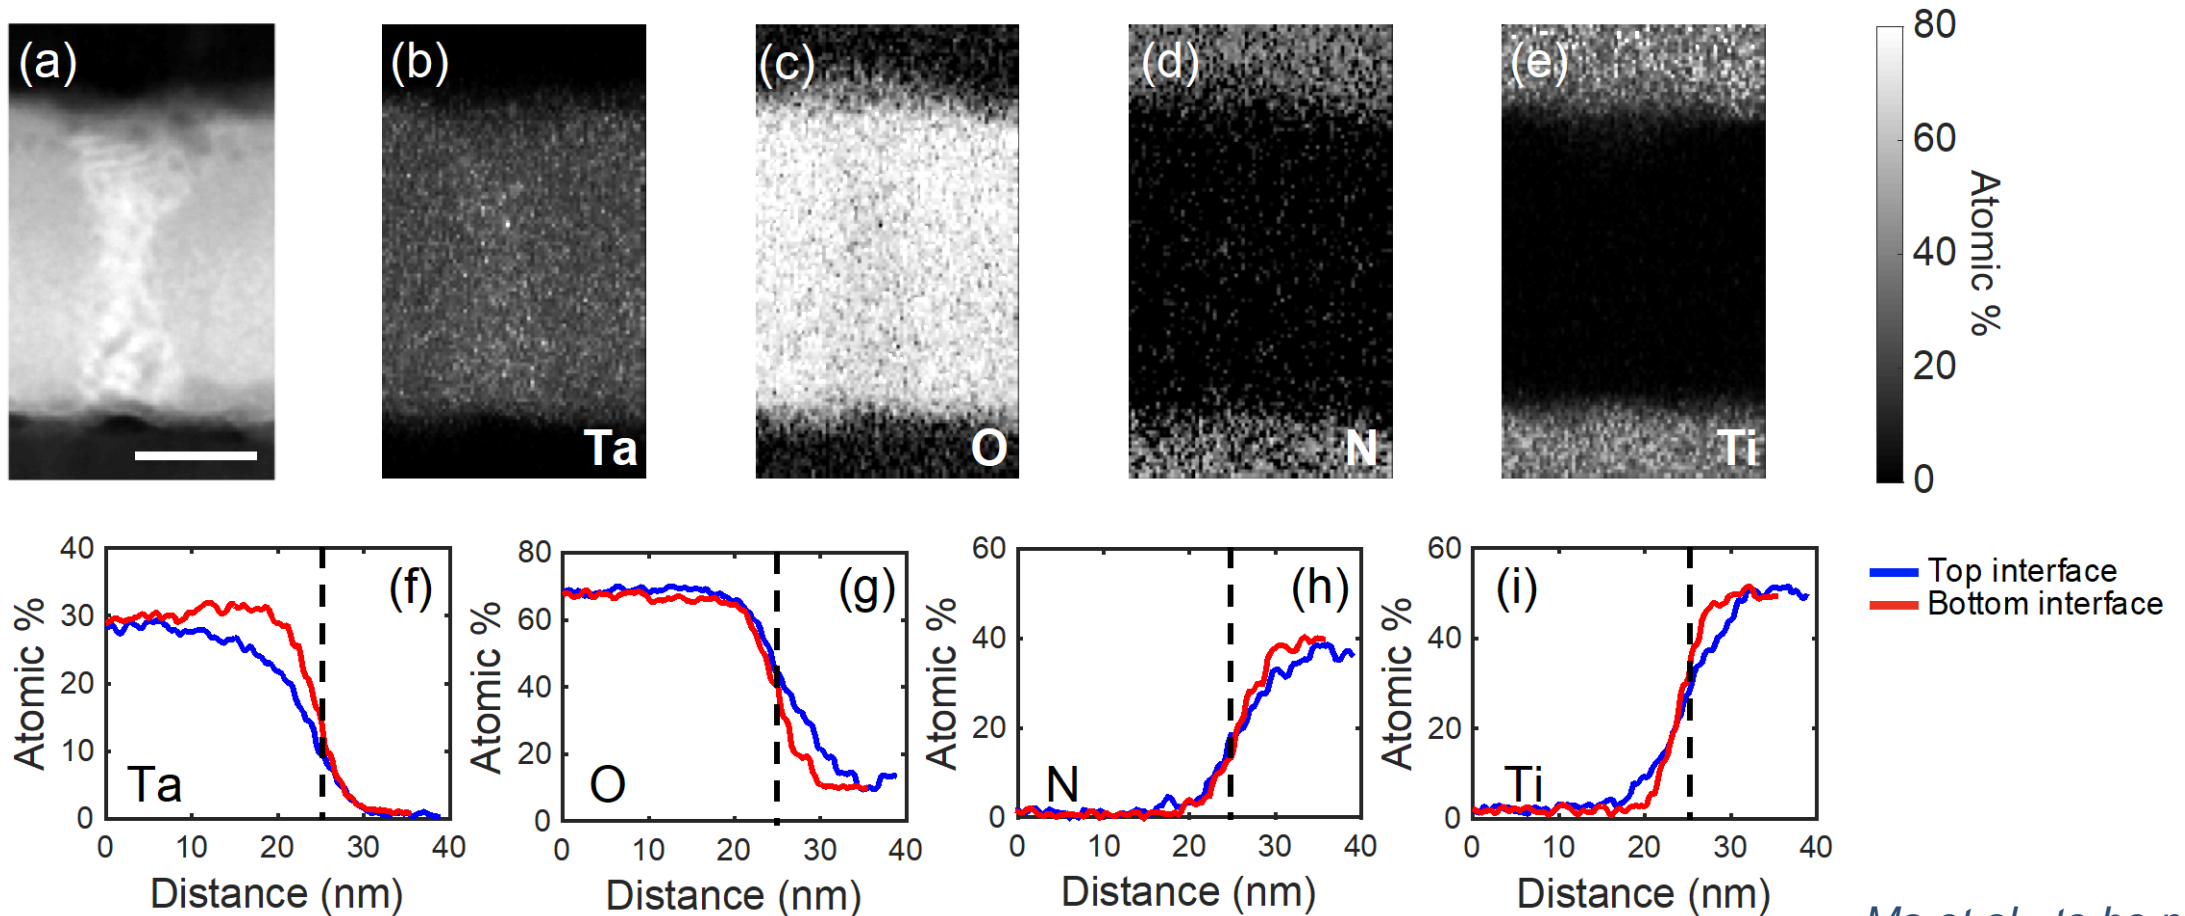 (a)
(b)
(c)
(d)
(e)
Ta
O
N
Ti
80
60
40
20
0
Atomic %
40
30
20
10
0
Atomic %
(f)
Ta
0 10 20 30 40
Distance (nm)
80
60
40
20
0
Atomic %
(g)
O
0 10 20 30 40
Distance (nm)
60
40
20
0
Atomic %
(h)
N
0 10 20 30 40
Distance (nm)
60
40
20
0
Atomic %
(i)
Ti
0 10 20 30 40
Distance (nm)
Top interface
Bottom interface